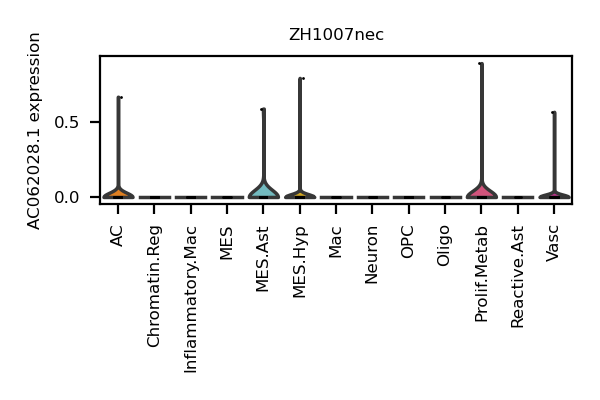 ZH1007nec
AC062028.1 expression
0.5
0.0
AC
Chromatin.Reg
Inflammatory.Mac
MES
MES.Ast
MES.Hyp
Mac
Neuron
OPC
Oligo
Prolif.Metab
Reactive.Ast
Vasc